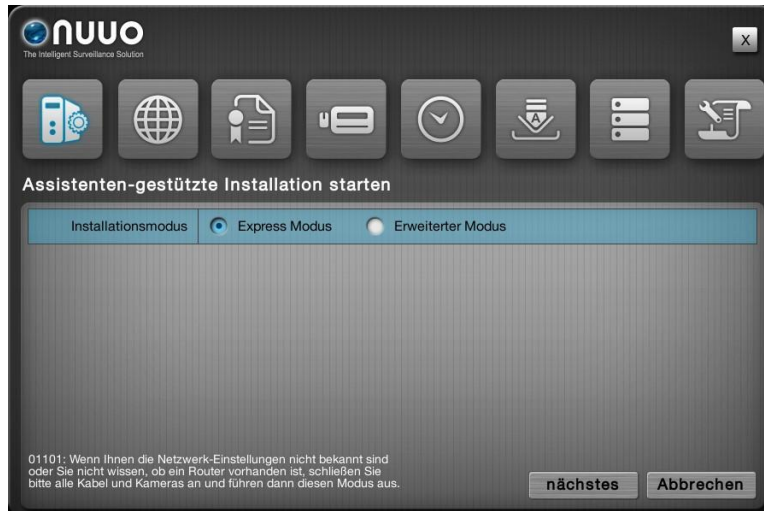 nuuo
The Intelligent Surveillance Solution
X
A
Assistenten-gestützte Installation starten
Installationsmodus Express Modus Erweiterter Modus
01101: Wenn Ihnen die Netzwerk-Einstellungen nicht bekannt sind
oder Sie nicht wissen, ob ein Router vorhanden ist, schließen Sie
bitte alle Kabel und Kameras an und führen dann diesen Modus aus.
nächstes Abbrechen